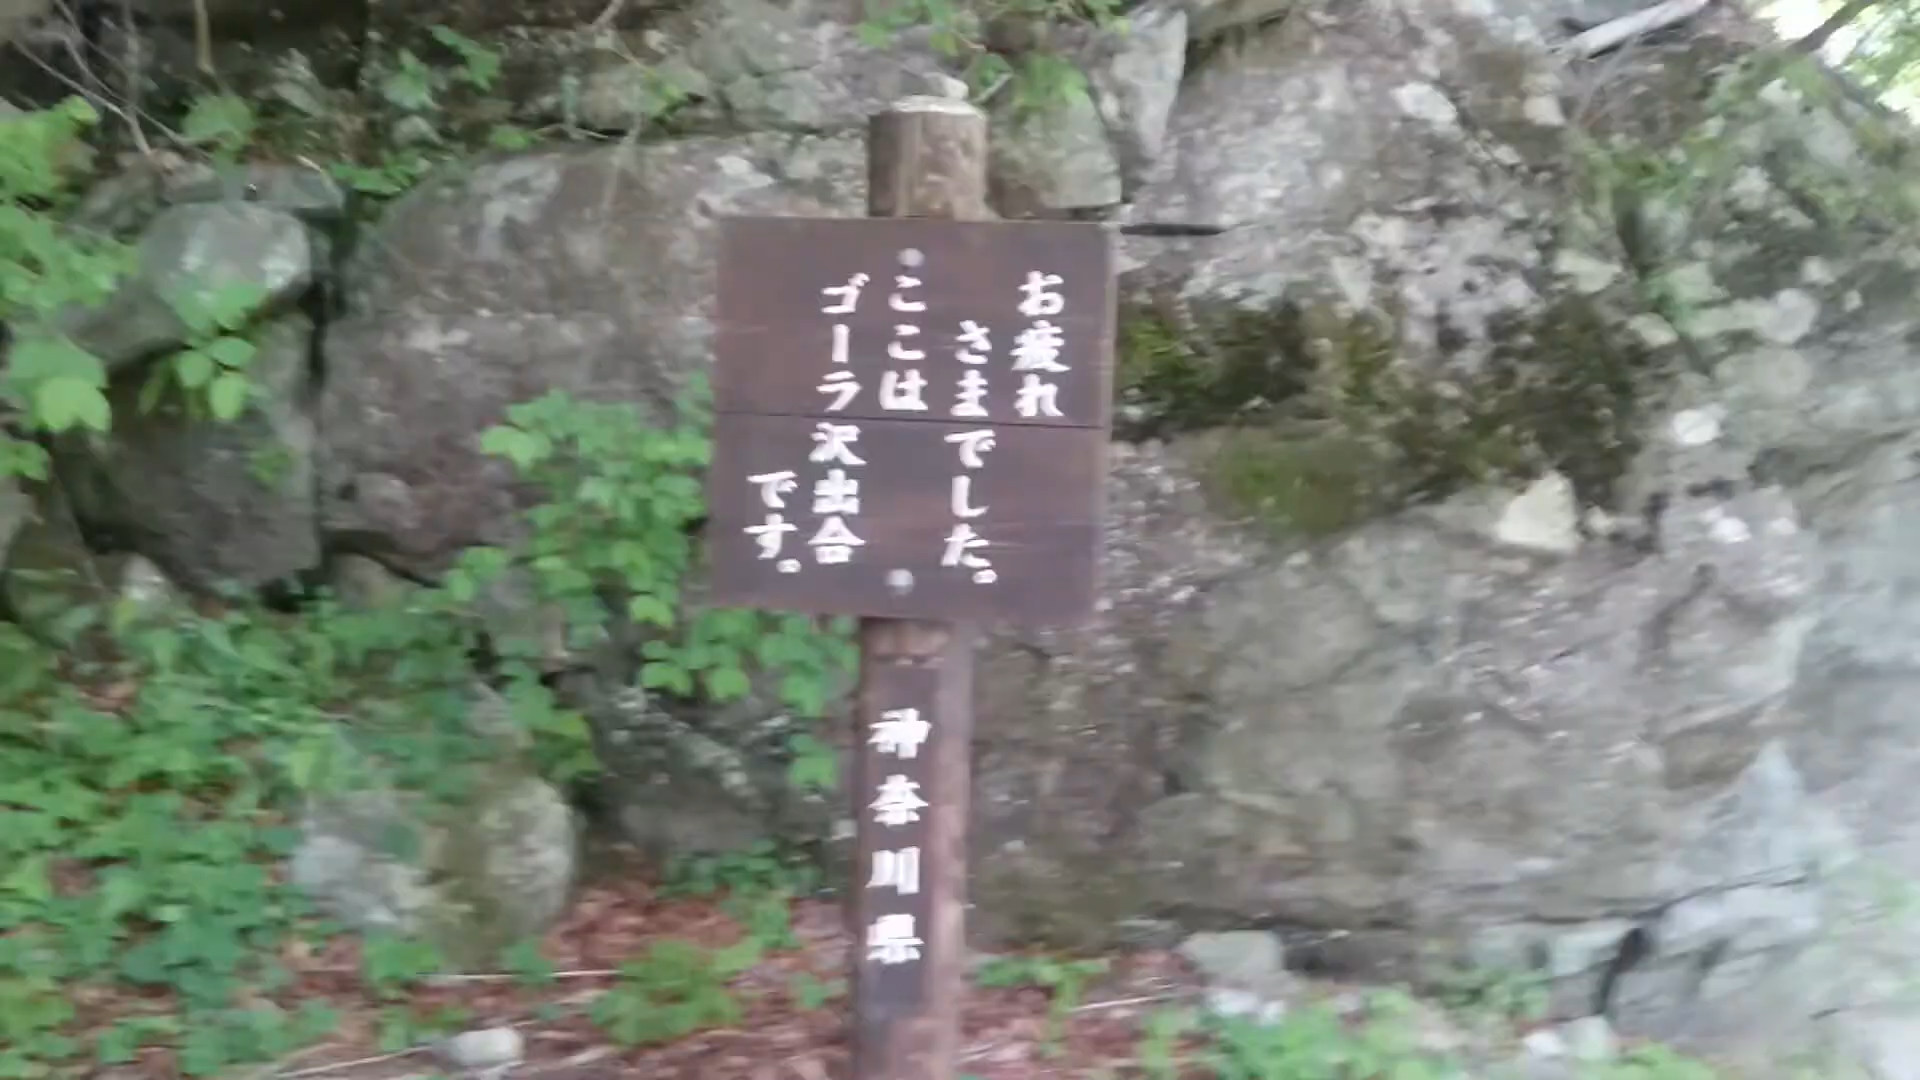 お疲れ
さまでした。
ここは
ゴーラ沢出合
です。
神奈川県